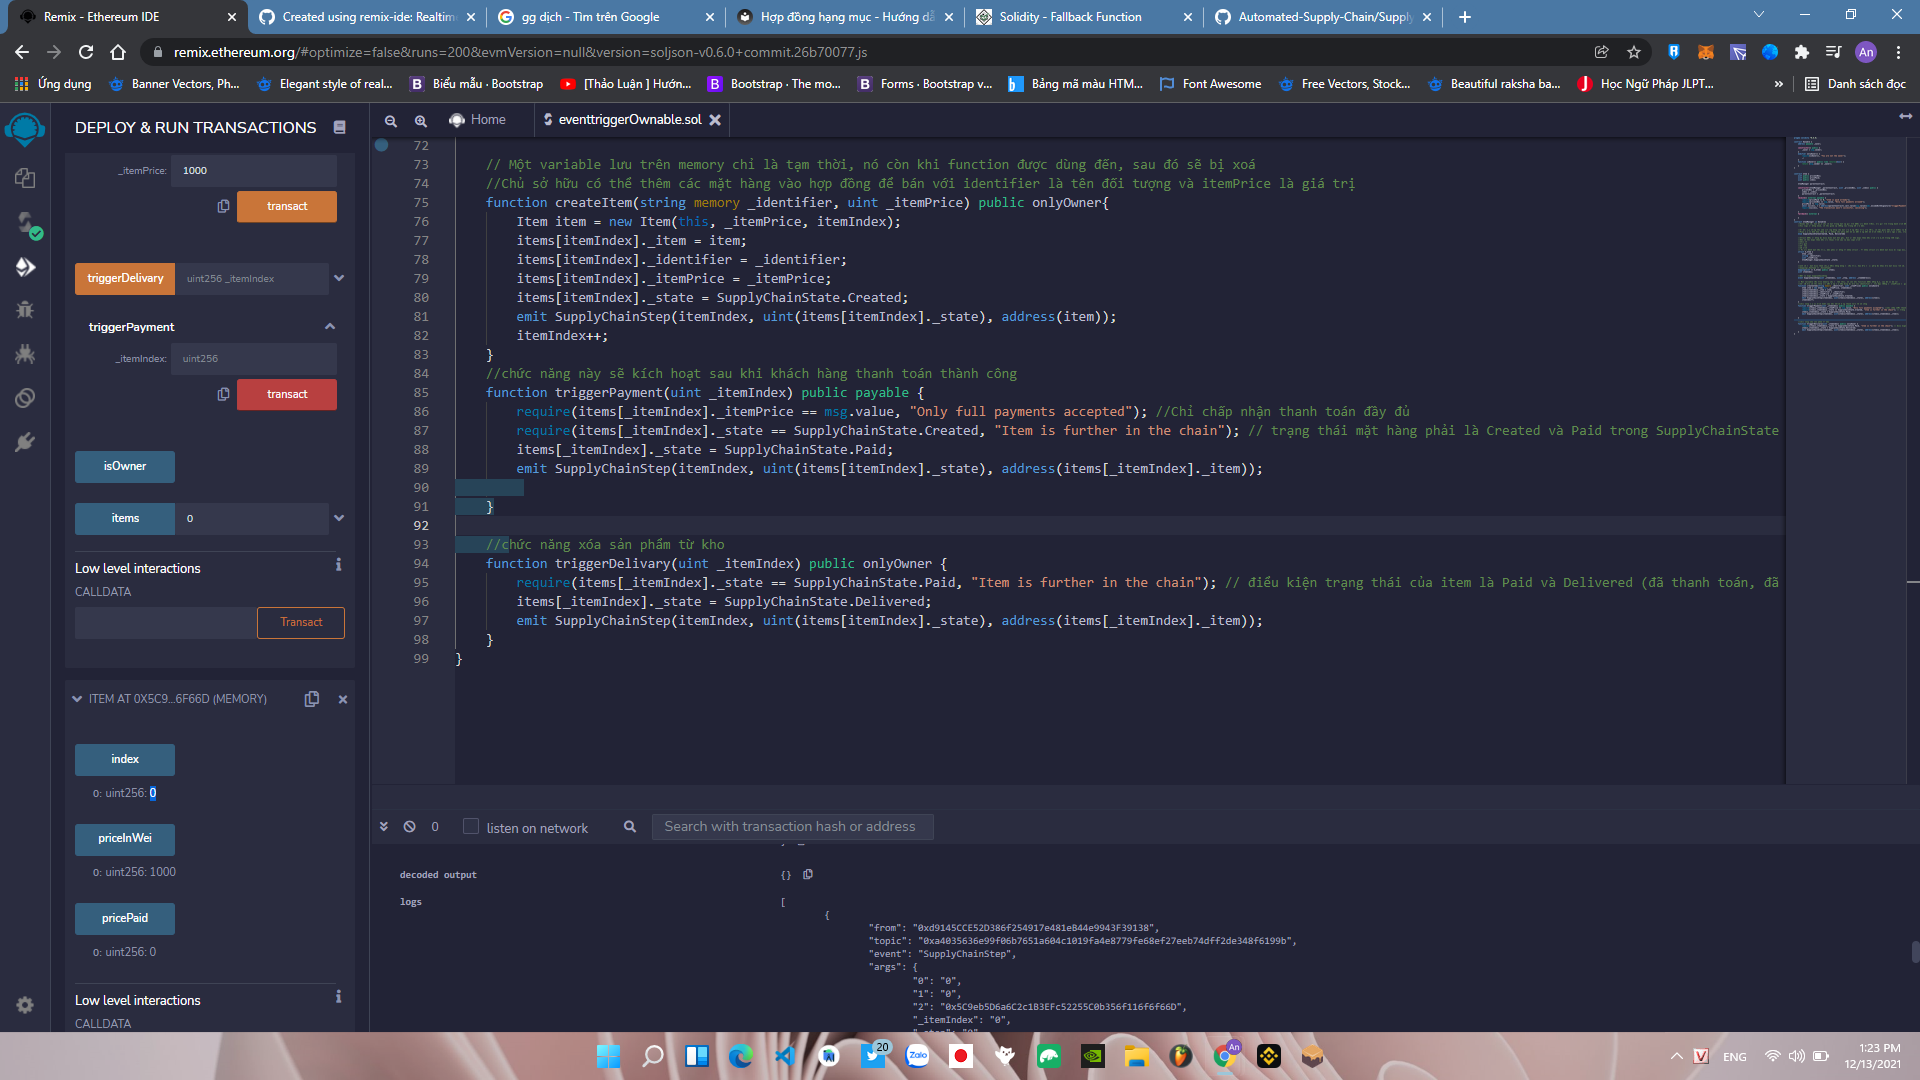 Remix - Ethereum IDE
Created using remix-ide: Realtim
gg dịch - Tìm trên Google
Hợp đồng hạng mục - Hướng dẫ
Solidity - Fallback Function
Automated-Supply-Chain/Supply
remix.ethereum.org/#optimize=false&runs=200&evmVersion=null&version=soljson-v0.6.0+commit.26b70077.js
An
Ứng dụng
Banner Vectors, Ph...
Elegant style of real...
Biểu mẫu · Bootstrap
[Thảo Luận ] Hướn...
Bootstrap · The mo...
Forms · Bootstrap v...
Bảng mã màu HTM...
Font Awesome
Free Vectors, Stock...
Beautiful raksha ba...
Học Ngữ Pháp JLPT...
»
Danh sách đọc
DEPLOY & RUN TRANSACTIONS
Home
eventtriggerOwnable.sol
_itemPrice: 1000
transact
triggerDelivary uint256 _itemIndex
triggerPayment
_itemIndex: uint256
transact
isOwner
items 0
Low level interactions
CALLDATA
Transact
ITEM AT 0X5C9...6F66D (MEMORY)
index
0: uint256: 0
priceInWei
0: uint256: 1000
pricePaid
0: uint256: 0
Low level interactions
CALLDATA
72
73 // Một variable lưu trên memory chỉ là tạm thời, nó còn khi function được dùng đến, sau đó sẽ bị xoá
74 //Chủ sở hữu có thể thêm các mặt hàng vào hợp đồng để bán với identifier là tên đối tượng và itemPrice là giá trị
75 function createItem(string memory _identifier, uint _itemPrice) public onlyOwner{
76 Item item = new Item(this, _itemPrice, itemIndex);
77 items[itemIndex]._item = item;
78 items[itemIndex]._identifier = _identifier;
79 items[itemIndex]._itemPrice = _itemPrice;
80 items[itemIndex]._state = SupplyChainState.Created;
81 emit SupplyChainStep(itemIndex, uint(items[itemIndex]._state), address(item));
82 itemIndex++;
83 }
84 //chức năng này sẽ kích hoạt sau khi khách hàng thanh toán thành công
85 function triggerPayment(uint _itemIndex) public payable {
86 require(items[_itemIndex]._itemPrice == msg.value, "Only full payments accepted"); //Chỉ chấp nhận thanh toán đầy đủ
87 require(items[_itemIndex]._state == SupplyChainState.Created, "Item is further in the chain"); // trạng thái mặt hàng phải là Created và Paid trong SupplyChainState
88 items[_itemIndex]._state = SupplyChainState.Paid;
89 emit SupplyChainStep(itemIndex, uint(items[itemIndex]._state), address(items[_itemIndex]._item));
90
91 }
92
93 //chức năng xóa sản phẩm từ kho
94 function triggerDelivary(uint _itemIndex) public onlyOwner {
95 require(items[_itemIndex]._state == SupplyChainState.Paid, "Item is further in the chain"); // điểu kiện trạng thái của item là Paid và Delivered (đã thanh toán, đã
96 items[_itemIndex]._state = SupplyChainState.Delivered;
97 emit SupplyChainStep(itemIndex, uint(items[itemIndex]._state), address(items[_itemIndex]._item));
98 }
99 }
0
listen on network
Search with transaction hash or address
decoded output {}
logs [
{
"from": "0xd9145CCE52D386f254917e481eB44e9943F39138",
"topic": "0xa4035636e99f06b7651a604c1019fa4e8779fe68ef27eeb74dff2de348f6199b",
"event": "SupplyChainStep",
"args": {
"0": "0",
"1": "0",
"2": "0x5C9eb5D6a6C2c1B3EFc52255C0b356f116f6f66D",
"_itemIndex": "0",
20
Zalo
An
ENG
1:23 PM
12/13/2021